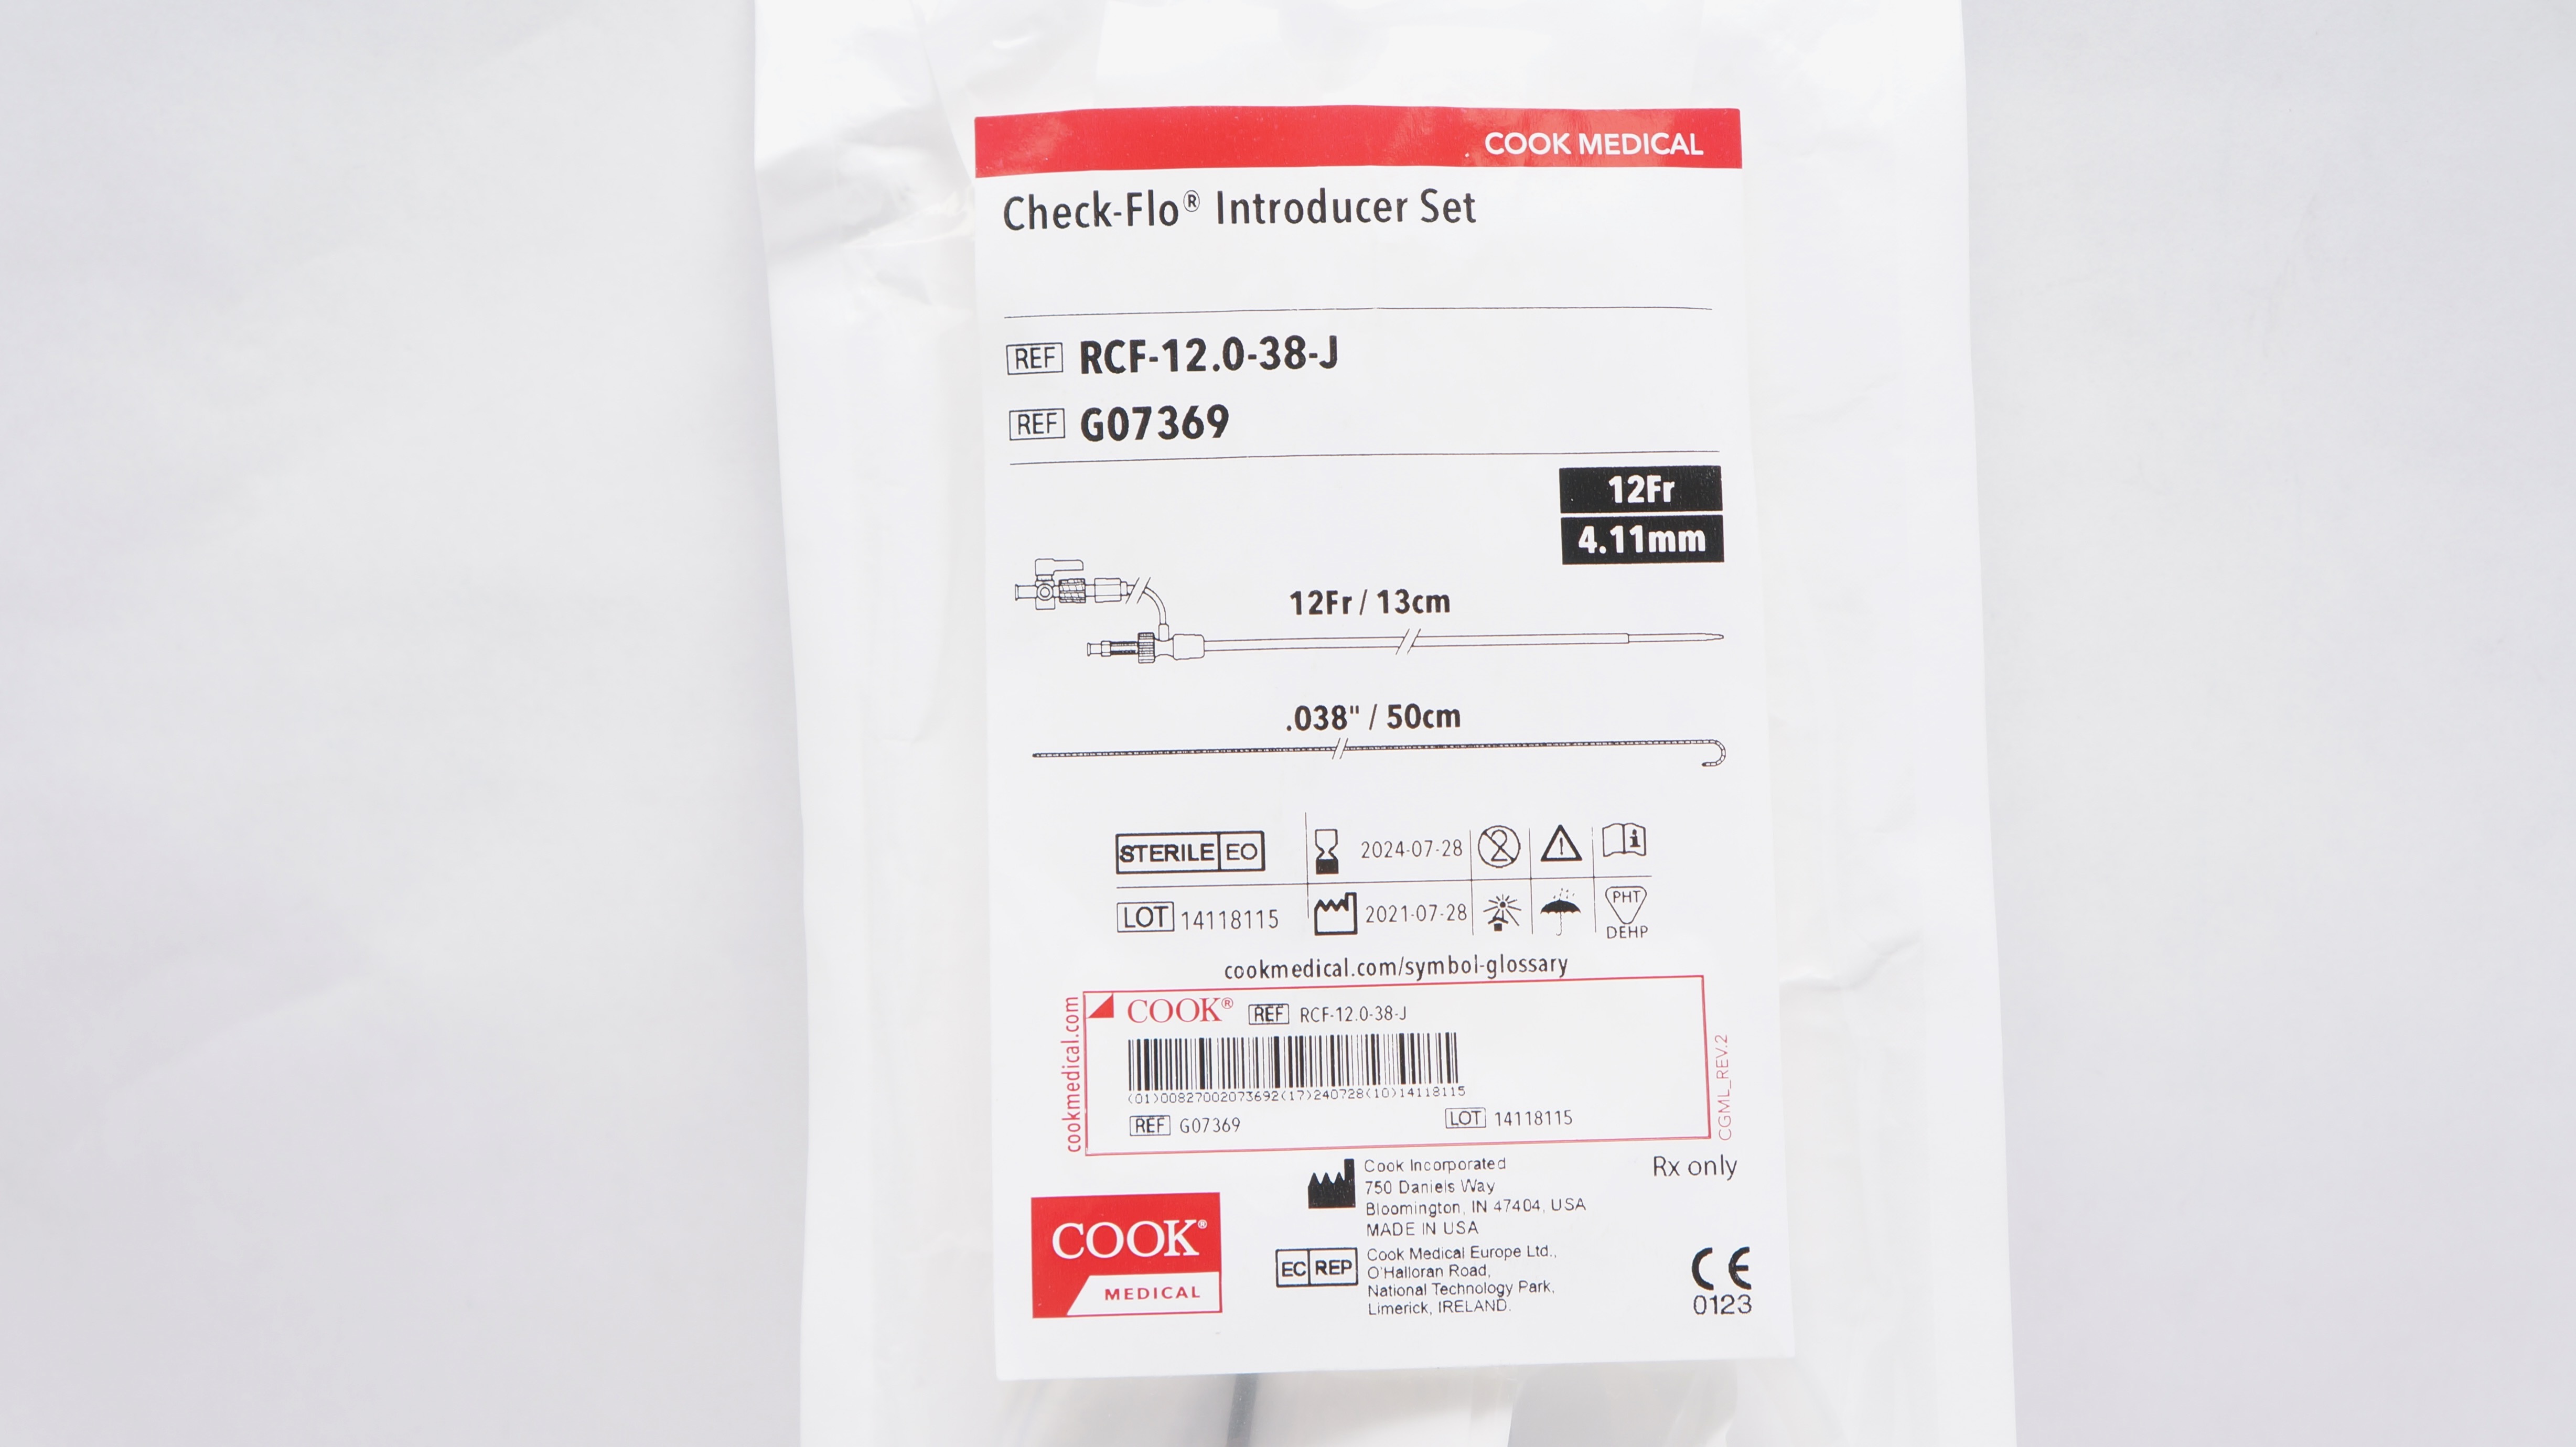 COOK MEDICAL
Check-Flo® Introducer Set
REF RCF-12.0-38-J
REF G07369
12Fr
4.11mm
12Fr / 13cm
.038" / 50cm
STERILE EO 2024-07-28
LOT 14118115 2021-07-28 PHT
DEHP
cookmedical.com/symbol-glossary
cookmedical.com
COOK® REF RCF-12.0-38-J
(01)00827002073692(17)240728(10)14118115
REF G07369 LOT 14118115
CGML_REV.2
Rx only
Cook Incorporated
750 Daniels Way
Bloomington, IN 47404, USA
MADE IN USA
COOK®
MEDICAL
EC REP
Cook Medical Europe Ltd.,
O'Halloran Road,
National Technology Park,
Limerick, IRELAND.
CE
0123